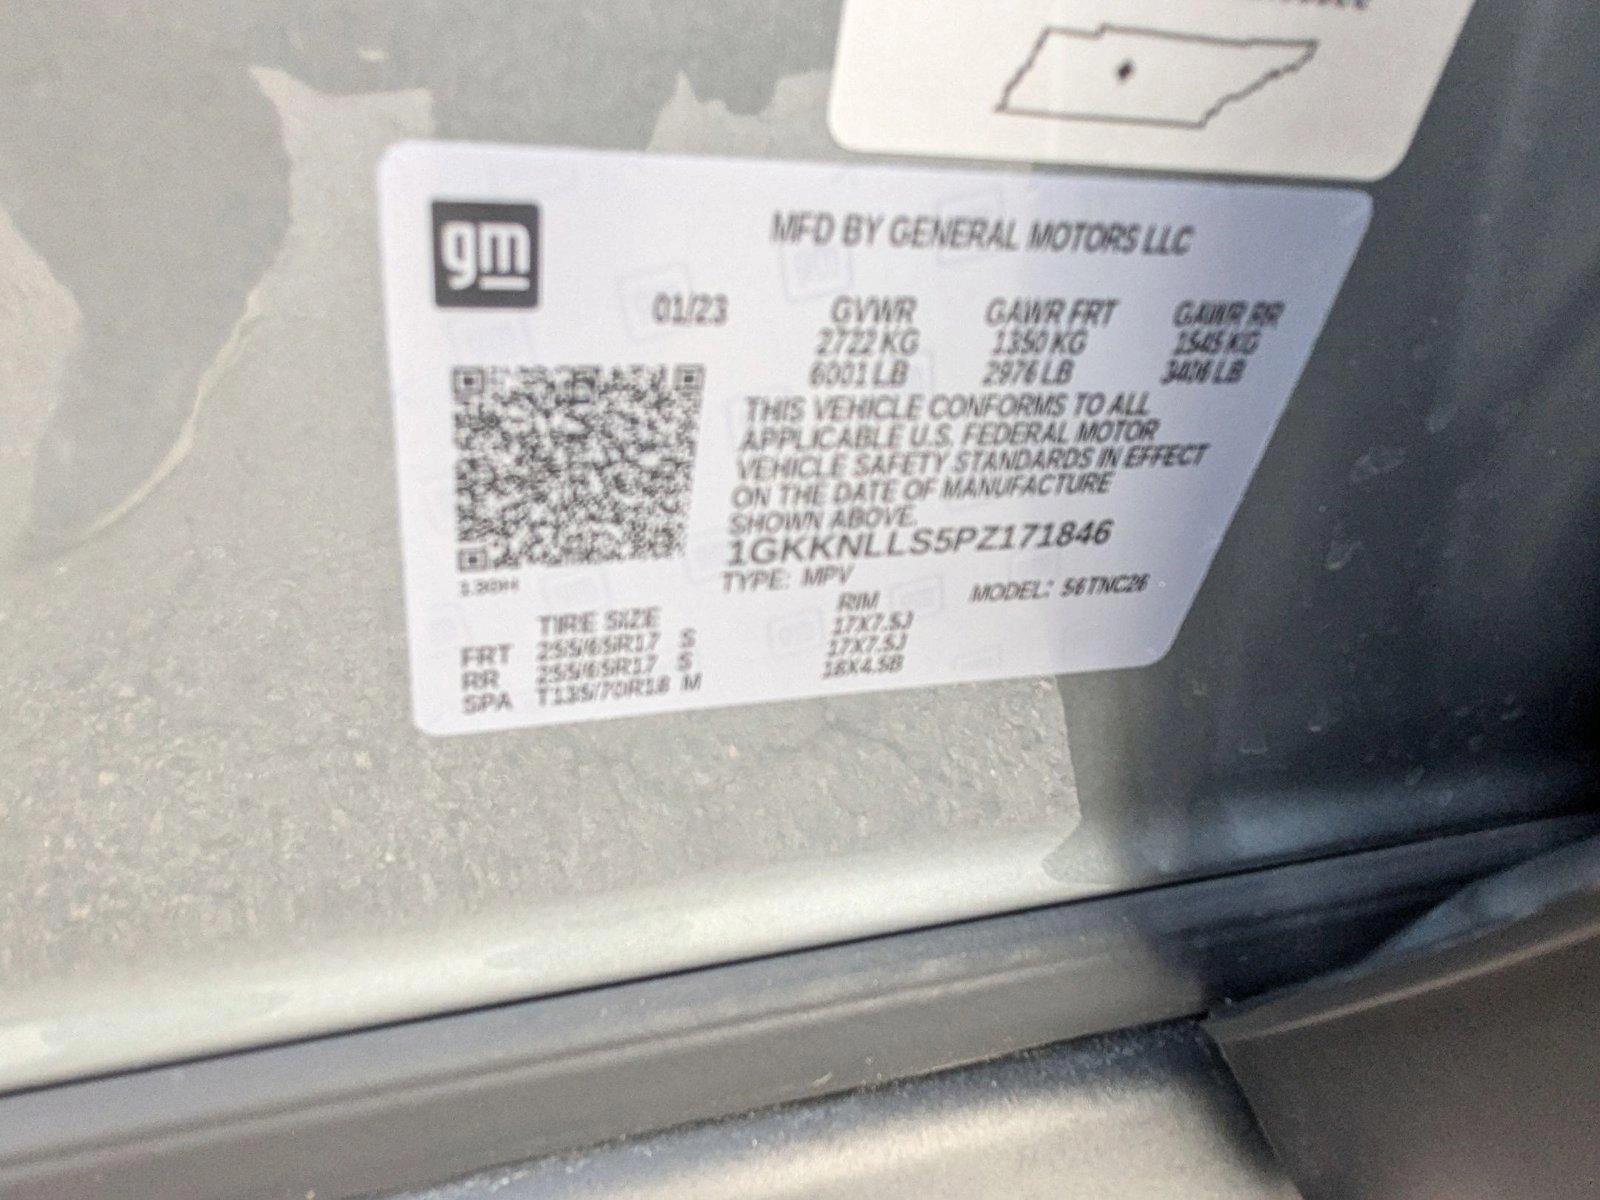 gm
MFD BY GENERAL MOTORS LLC
01/23 GVWR GAWR FRT GAWR RR
2722 KG 1350 KG 1545 KG
6001 LB 2976 LB 3406 LB
THIS VEHICLE CONFORMS TO ALL
APPLICABLE U.S. FEDERAL MOTOR
VEHICLE SAFETY STANDARDS IN EFFECT
ON THE DATE OF MANUFACTURE
SHOWN ABOVE.
1GKKNLLS5PZ171846
TYPE: MPV MODEL: S6TNC26
TIRE SIZE RIM
FRT 255/65R17 S 17X7.5J
RR 255/65R17 S 17X7.5J
SPA T135/70R18 M 18X4.5B